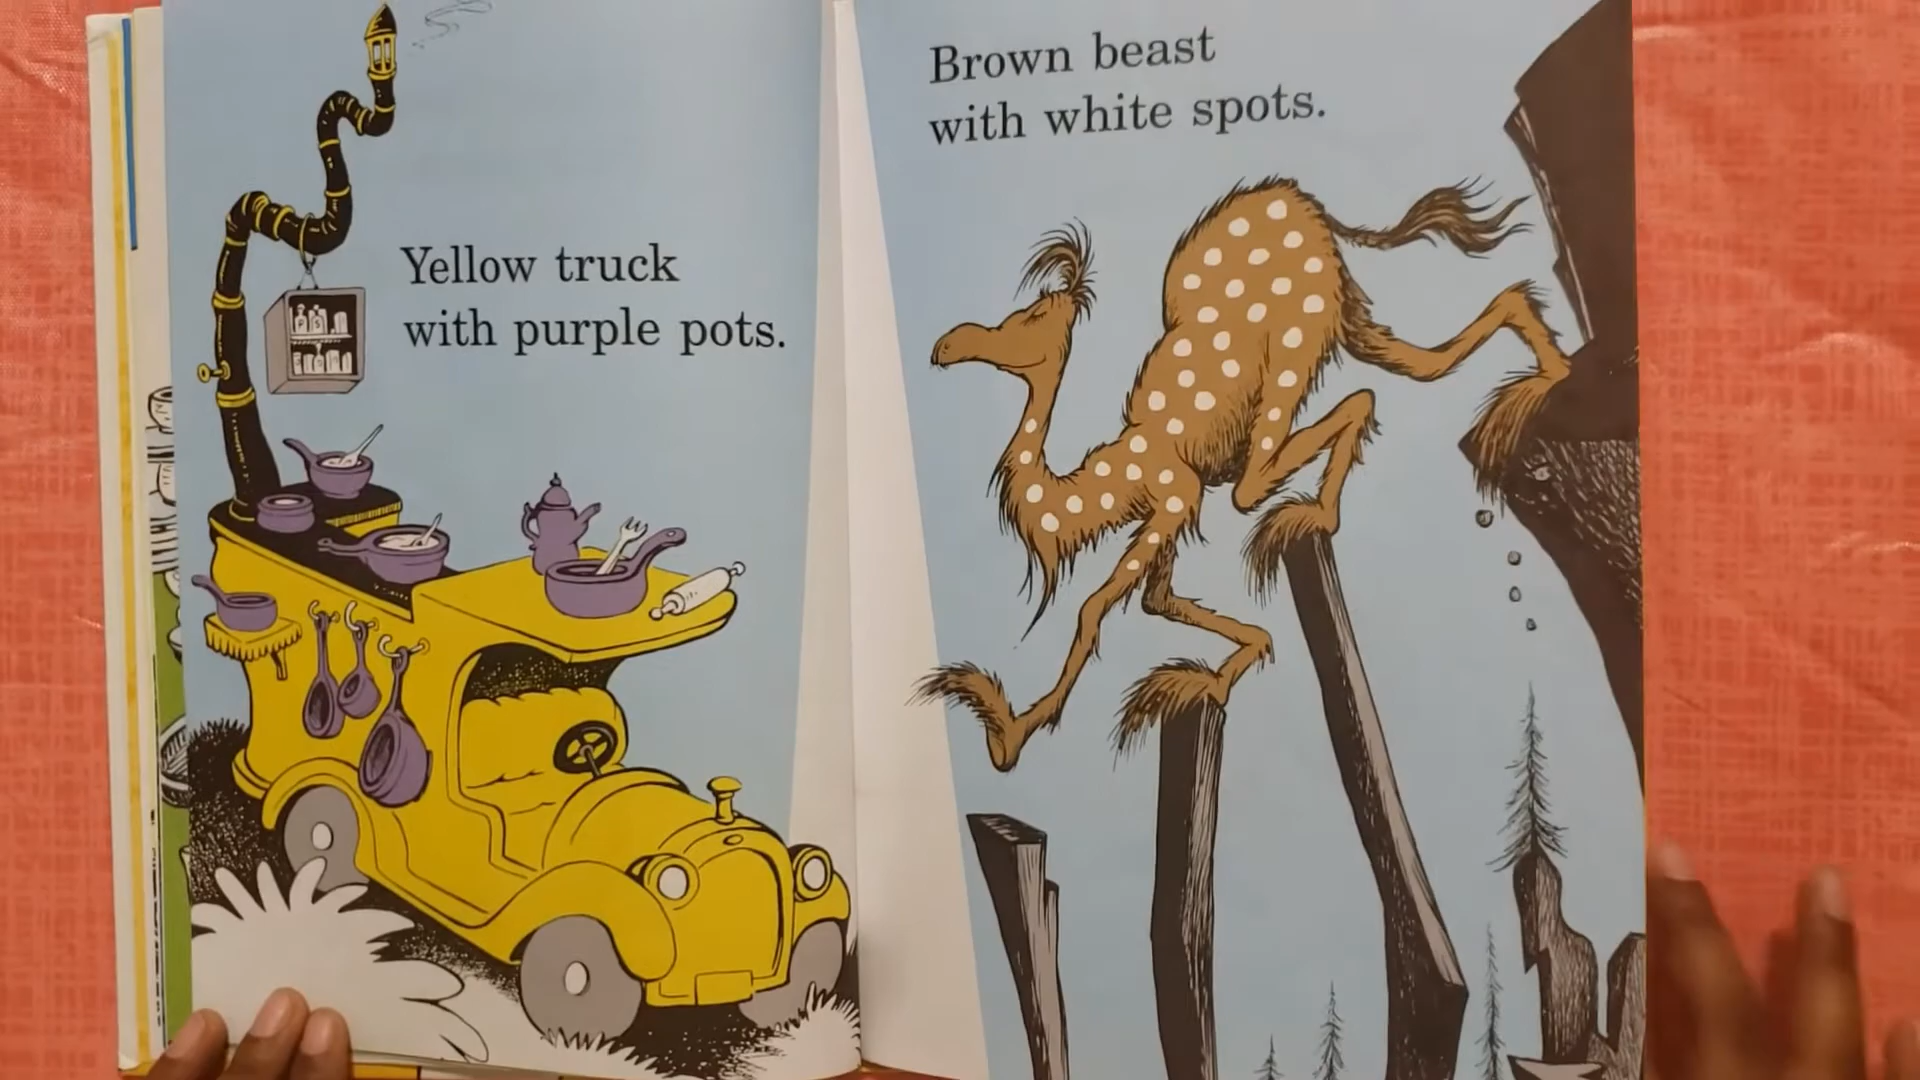 Yellow truck
with purple pots.
Brown beast
with white spots.